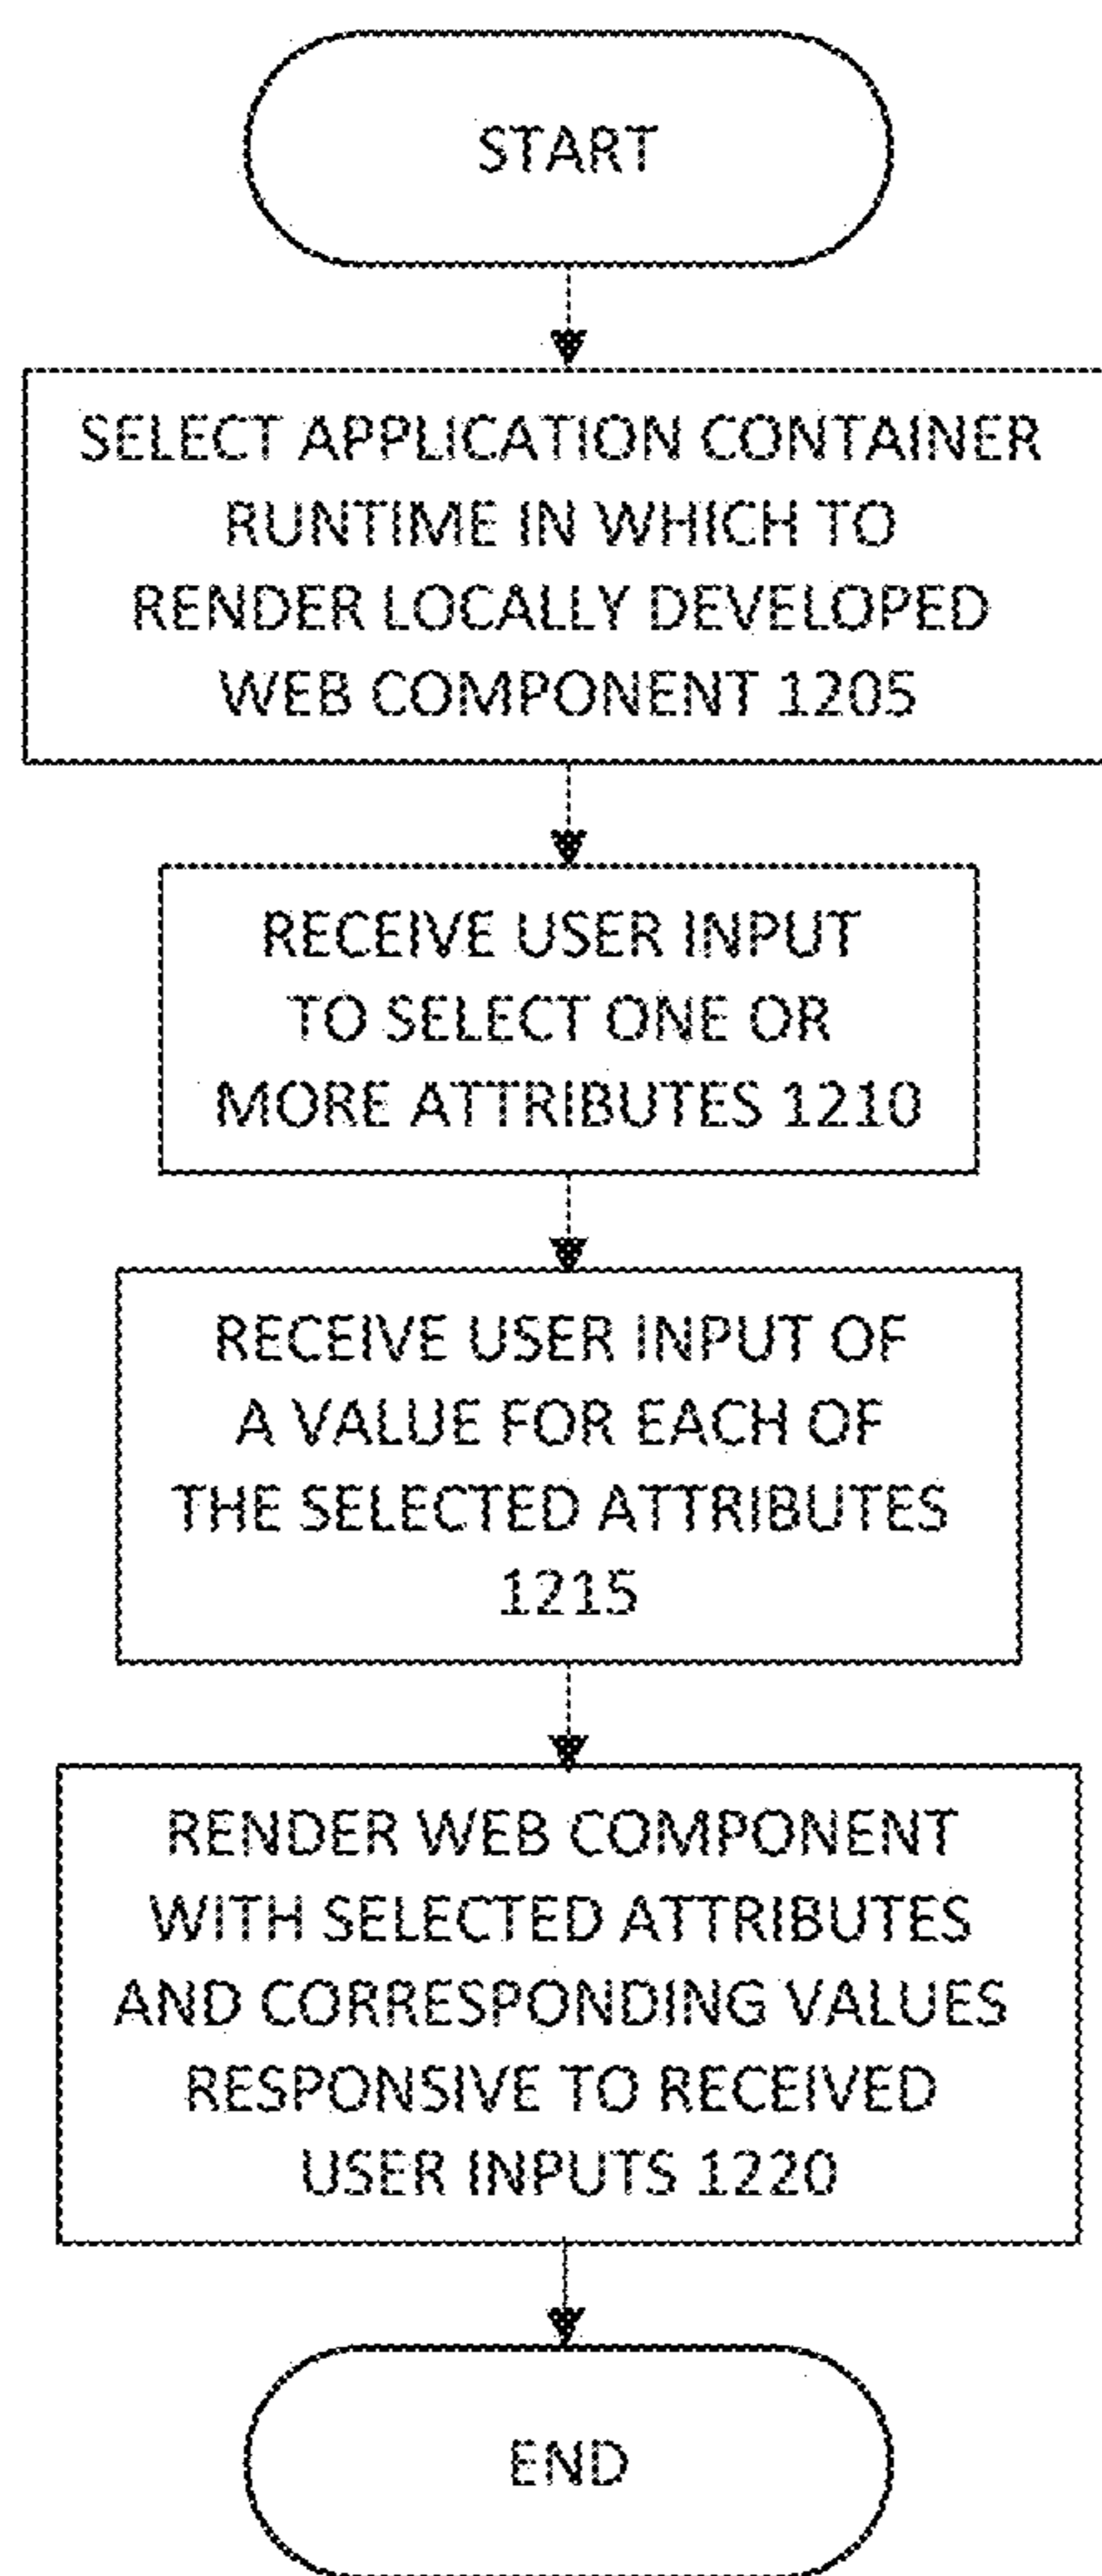 START
SELECT APPLICATION CONTAINER
RUNTIME IN WHICH TO
RENDER LOCALLY DEVELOPED
WEB COMPONENT 1205
RECEIVE USER INPUT
TO SELECT ONE OR
MORE ATTRIBUTES 1210
RECEIVE USER INPUT OF
A VALUE FOR EACH OF
THE SELECTED ATTRIBUTES
1215
RENDER WEB COMPONENT
WITH SELECTED ATTRIBUTES
AND CORRESPONDING VALUES
RESPONSIVE TO RECEIVED
USER INPUTS 1220
END